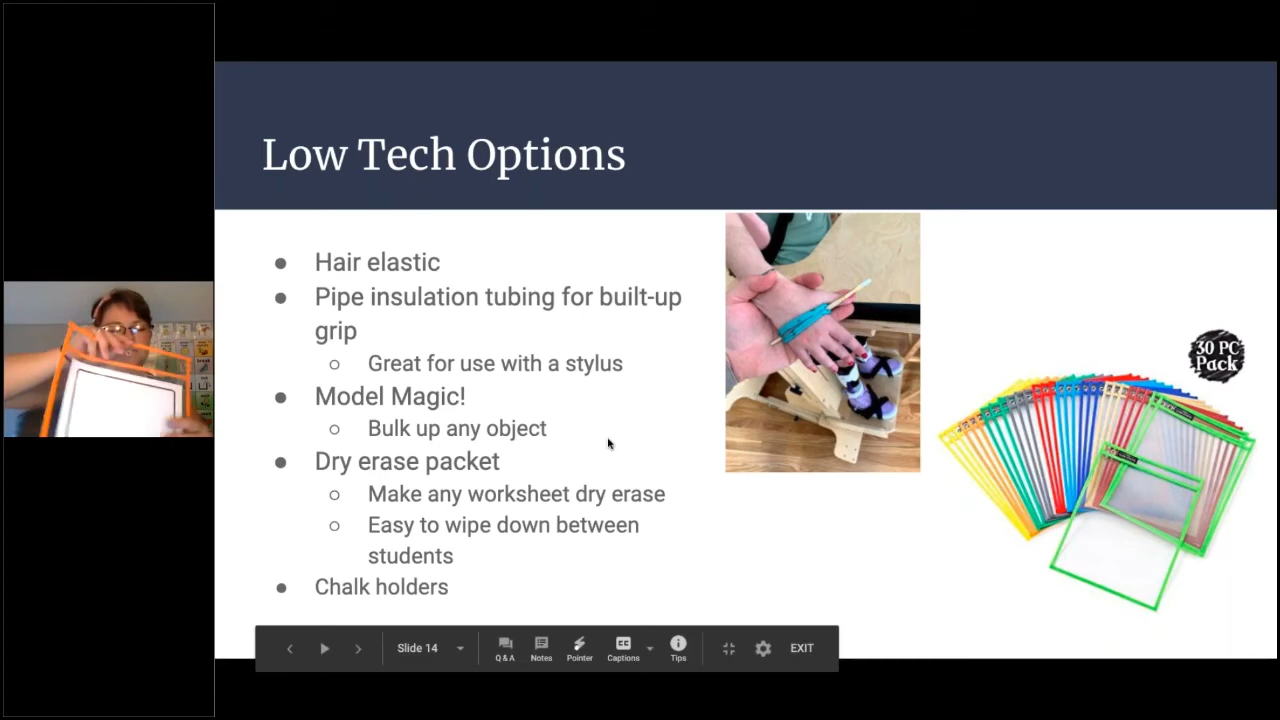 Low Tech Options
● Hair elastic
● Pipe insulation tubing for built-up
grip
○ Great for use with a stylus
● Model Magic!
○ Bulk up any object
● Dry erase packet
○ Make any worksheet dry erase
○ Easy to wipe down between
students
● Chalk holders
30 PC
Pack
Slide 14
Q & A
Notes
Pointer
CC
Captions
Tips
EXIT